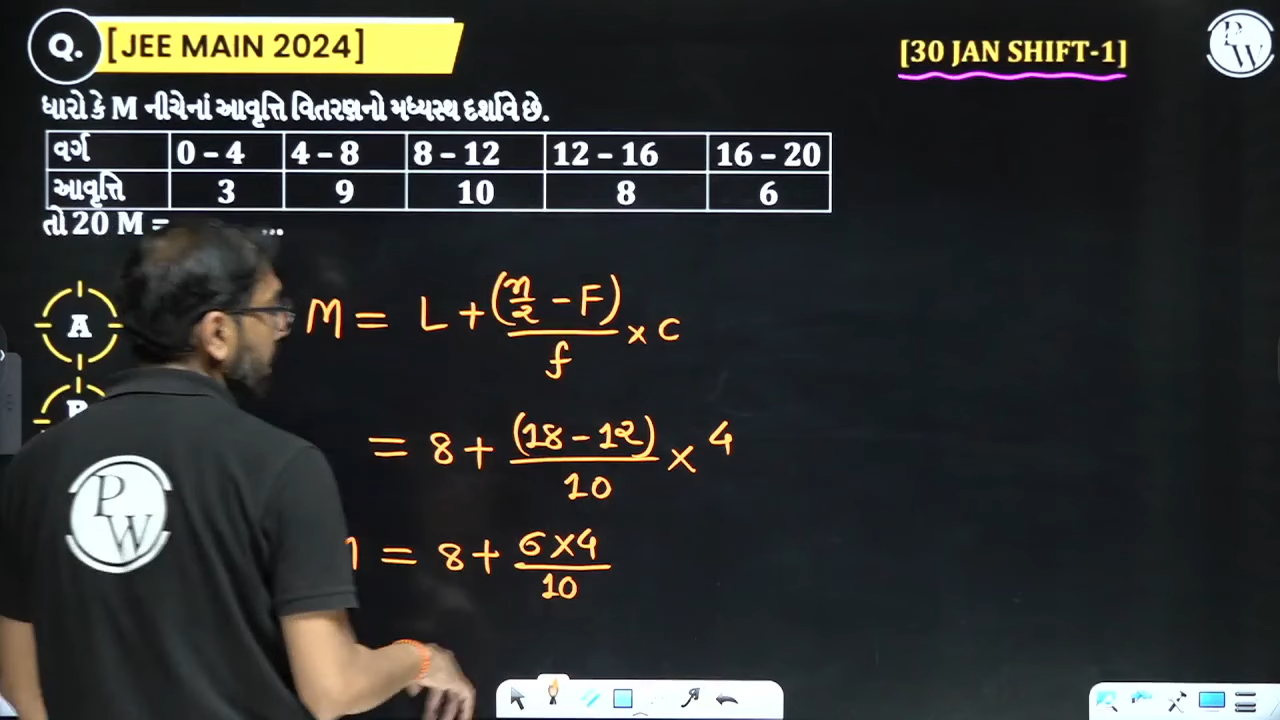 Q. [JEE MAIN 2024] [30 JAN SHIFT-1]
PW
ધારો કે M નીચેનાં આવૃત્તિ વિતરણનો મધ્યસ્થ દર્શાવે છે.
વર્ગ 0 – 4 4 – 8 8 – 12 12 – 16 16 – 20
આવૃત્તિ 3 9 10 8 6
તો 20 M = ...
A
M = L + (n/2 - F)/f × C
B
= 8 + (18 - 12)/10 × 4
PW
= 8 + 6×4/10